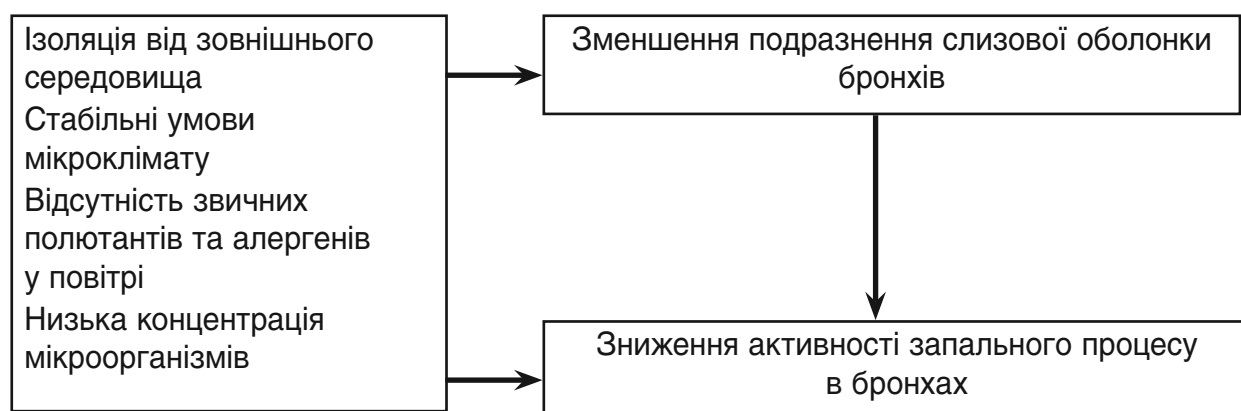 Ізоляція від зовнішнього
середовища
Стабільні умови
мікроклімату
Відсутність звичних
полютантів та алергенів
у повітрі
Низька концентрація
мікроорганізмів
Зменшення подразнення слизової оболонки
бронхів
Зниження активності запального процесу
в бронхах